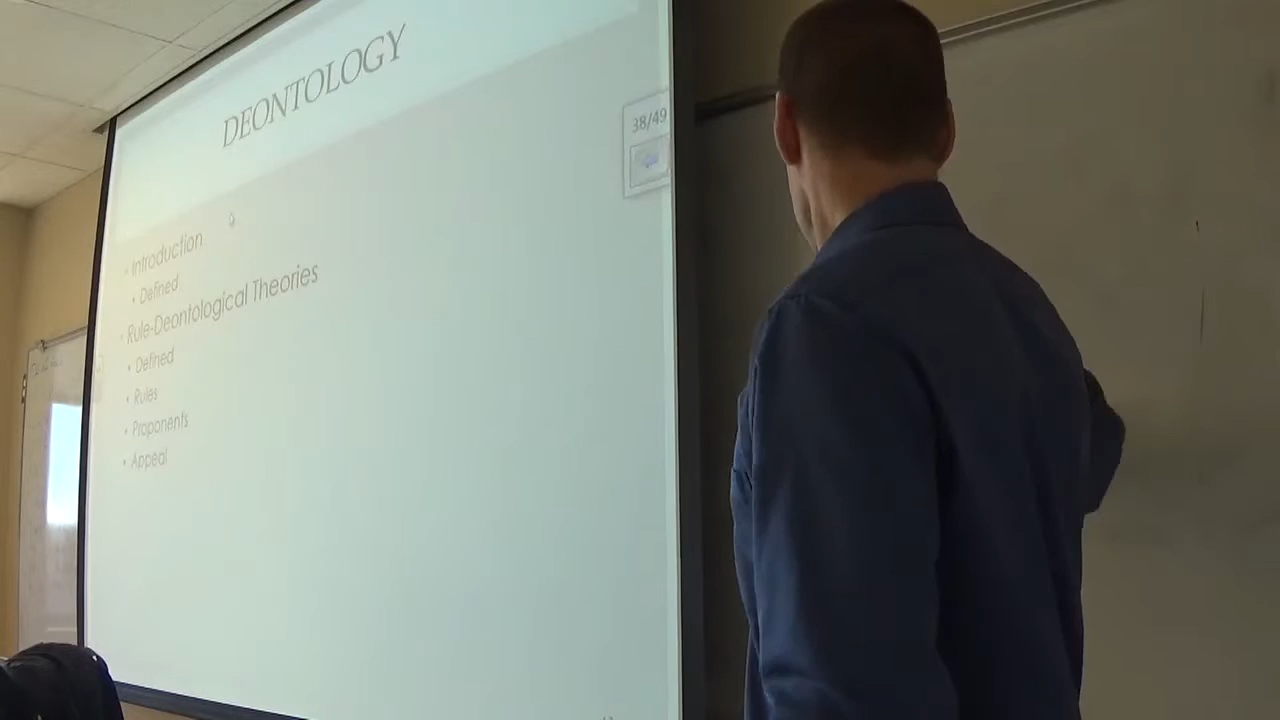 DEONTOLOGY
38/49
• Introduction
• Defined
• Rule-Deontological Theories
• Defined
• Rules
• Proponents
• Appeal